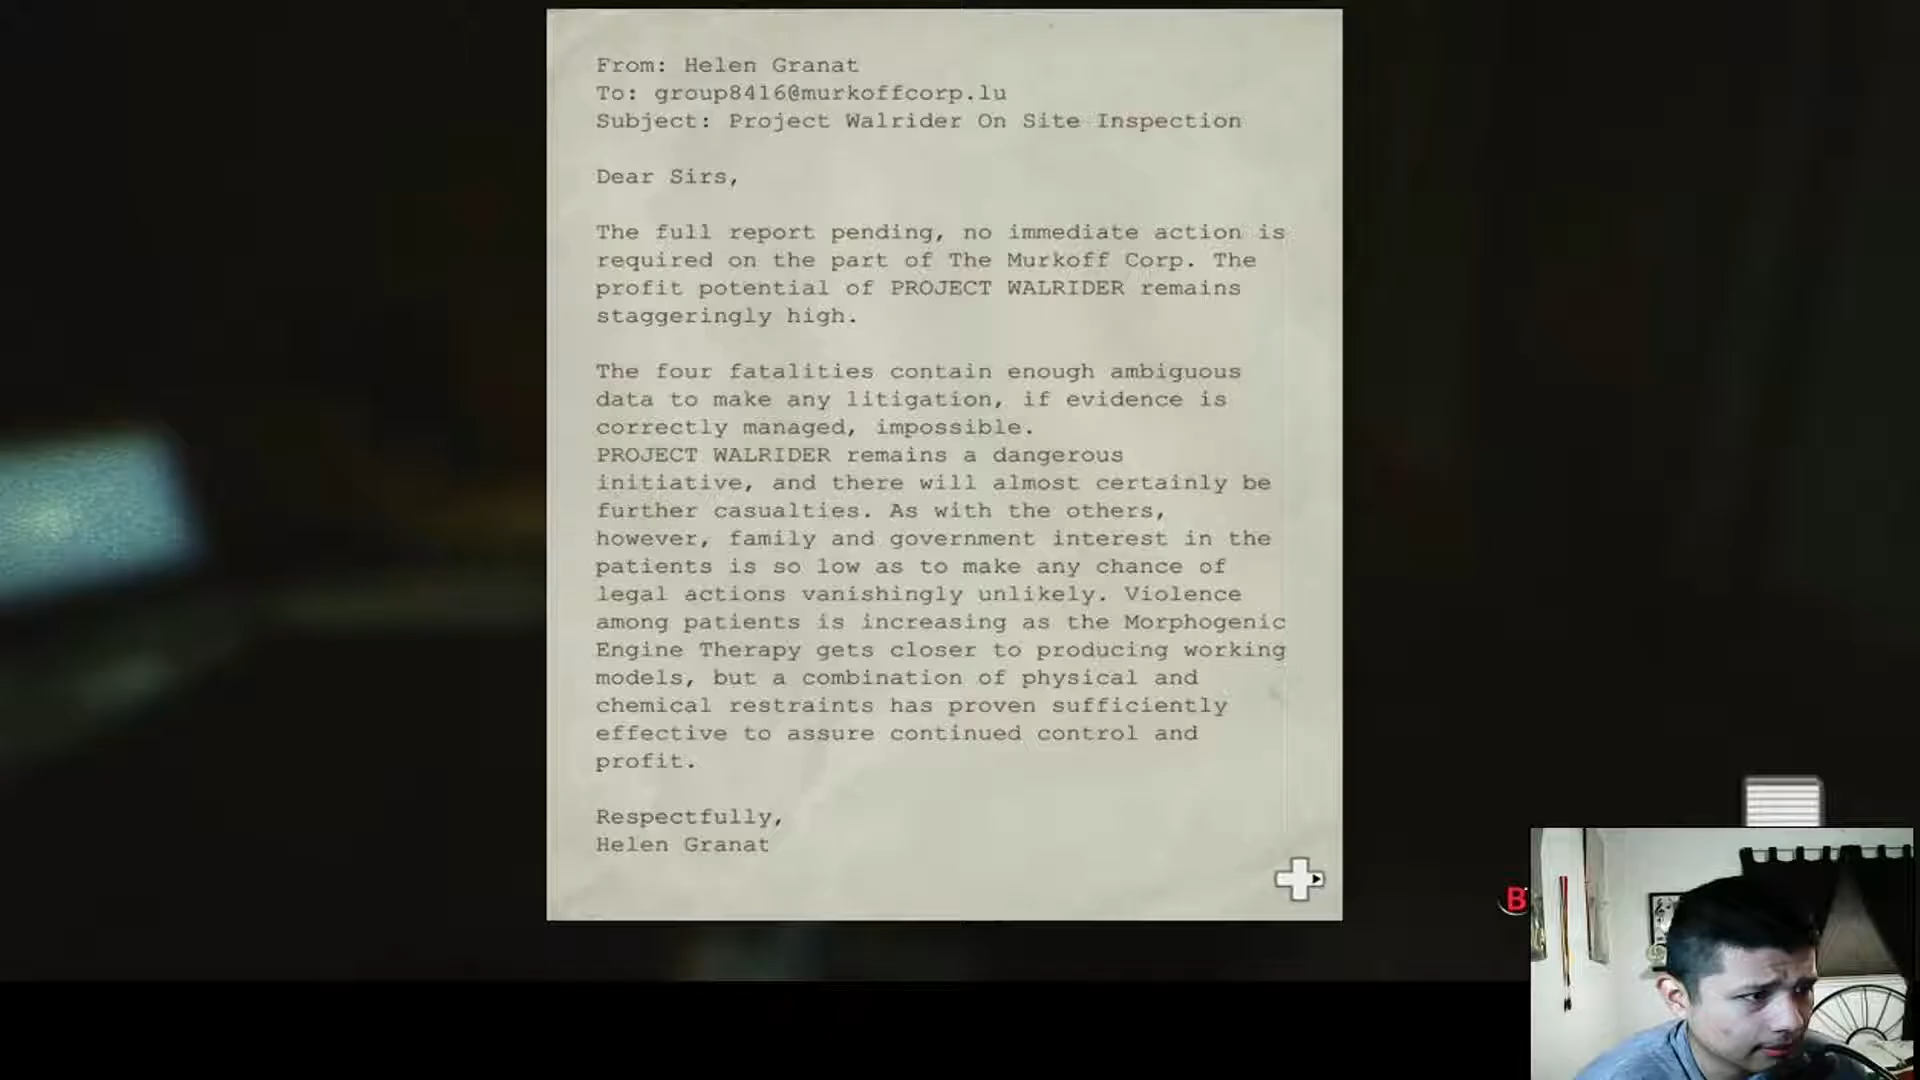 From: Helen Granat
To: group8416@murkoffcorp.lu
Subject: Project Walrider On Site Inspection
Dear Sirs,
The full report pending, no immediate action is
required on the part of The Murkoff Corp. The
profit potential of PROJECT WALRIDER remains
staggeringly high.
The four fatalities contain enough ambiguous
data to make any litigation, if evidence is
correctly managed, impossible.
PROJECT WALRIDER remains a dangerous
initiative, and there will almost certainly be
further casualties. As with the others,
however, family and government interest in the
patients is so low as to make any chance of
legal actions vanishingly unlikely. Violence
among patients is increasing as the Morphogenic
Engine Therapy gets closer to producing working
models, but a combination of physical and
chemical restraints has proven sufficiently
effective to assure continued control and
profit.
Respectfully,
Helen Granat
B